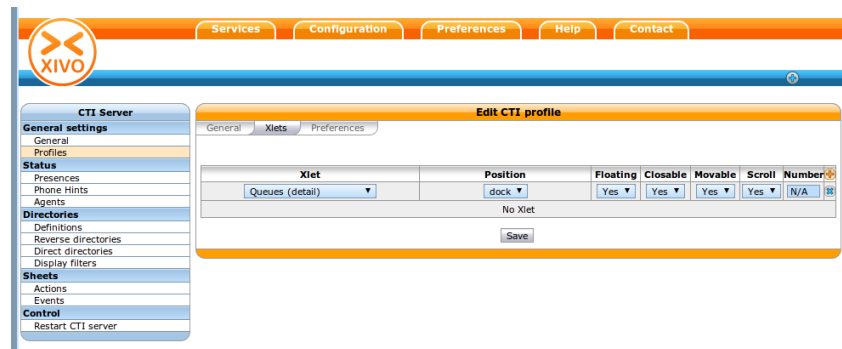 Services Configuration Preferences Help Contact
XIVO
CTI Server
General settings
General
Profiles
Status
Presences
Phone Hints
Agents
Directories
Definitions
Reverse directories
Direct directories
Display filters
Sheets
Actions
Events
Control
Restart CTI server
Edit CTI profile
General Xlets Preferences
Xlet Position Floating Closable Movable Scroll Number
Queues (detail) dock Yes Yes Yes Yes N/A
No Xlet
Save